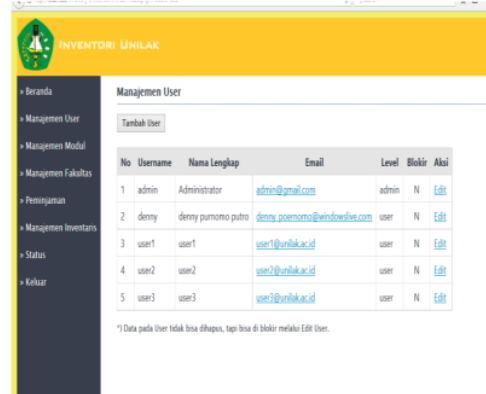 INVENTORI UNILAK
» Beranda
» Manajemen User
» Manajemen Modul
» Manajemen Fakultas
» Peminjaman
» Manajemen Inventaris
» Status
» Keluar
Manajemen User
Tambah User
No Username Nama Lengkap Email Level Blokir Aksi
1 admin Administrator admin@gmail.com admin N Edit
2 denny denny purnomo putro denny_poernomo@windowslive.com user N Edit
3 user1 user1 user1@unilak.ac.id user N Edit
4 user2 user2 user2@unilak.ac.id user N Edit
5 user3 user3 user3@unilak.ac.id user N Edit
*) Data pada User tidak bisa dihapus, tapi bisa di blokir melalui Edit User.